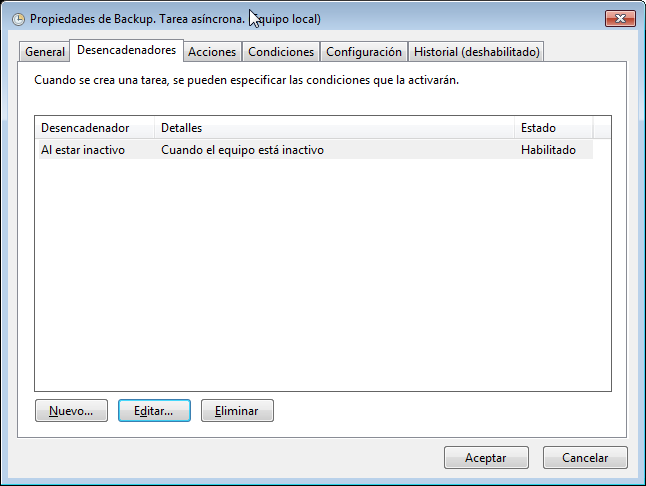 Propiedades de Backup. Tarea asíncrona. equipo local)
General Desencadenadores Acciones Condiciones Configuración Historial (deshabilitado)
Cuando se crea una tarea, se pueden especificar las condiciones que la activarán.
Desencadenador Detalles Estado
Al estar inactivo Cuando el equipo está inactivo Habilitado
Nuevo... Editar... Eliminar
Aceptar Cancelar